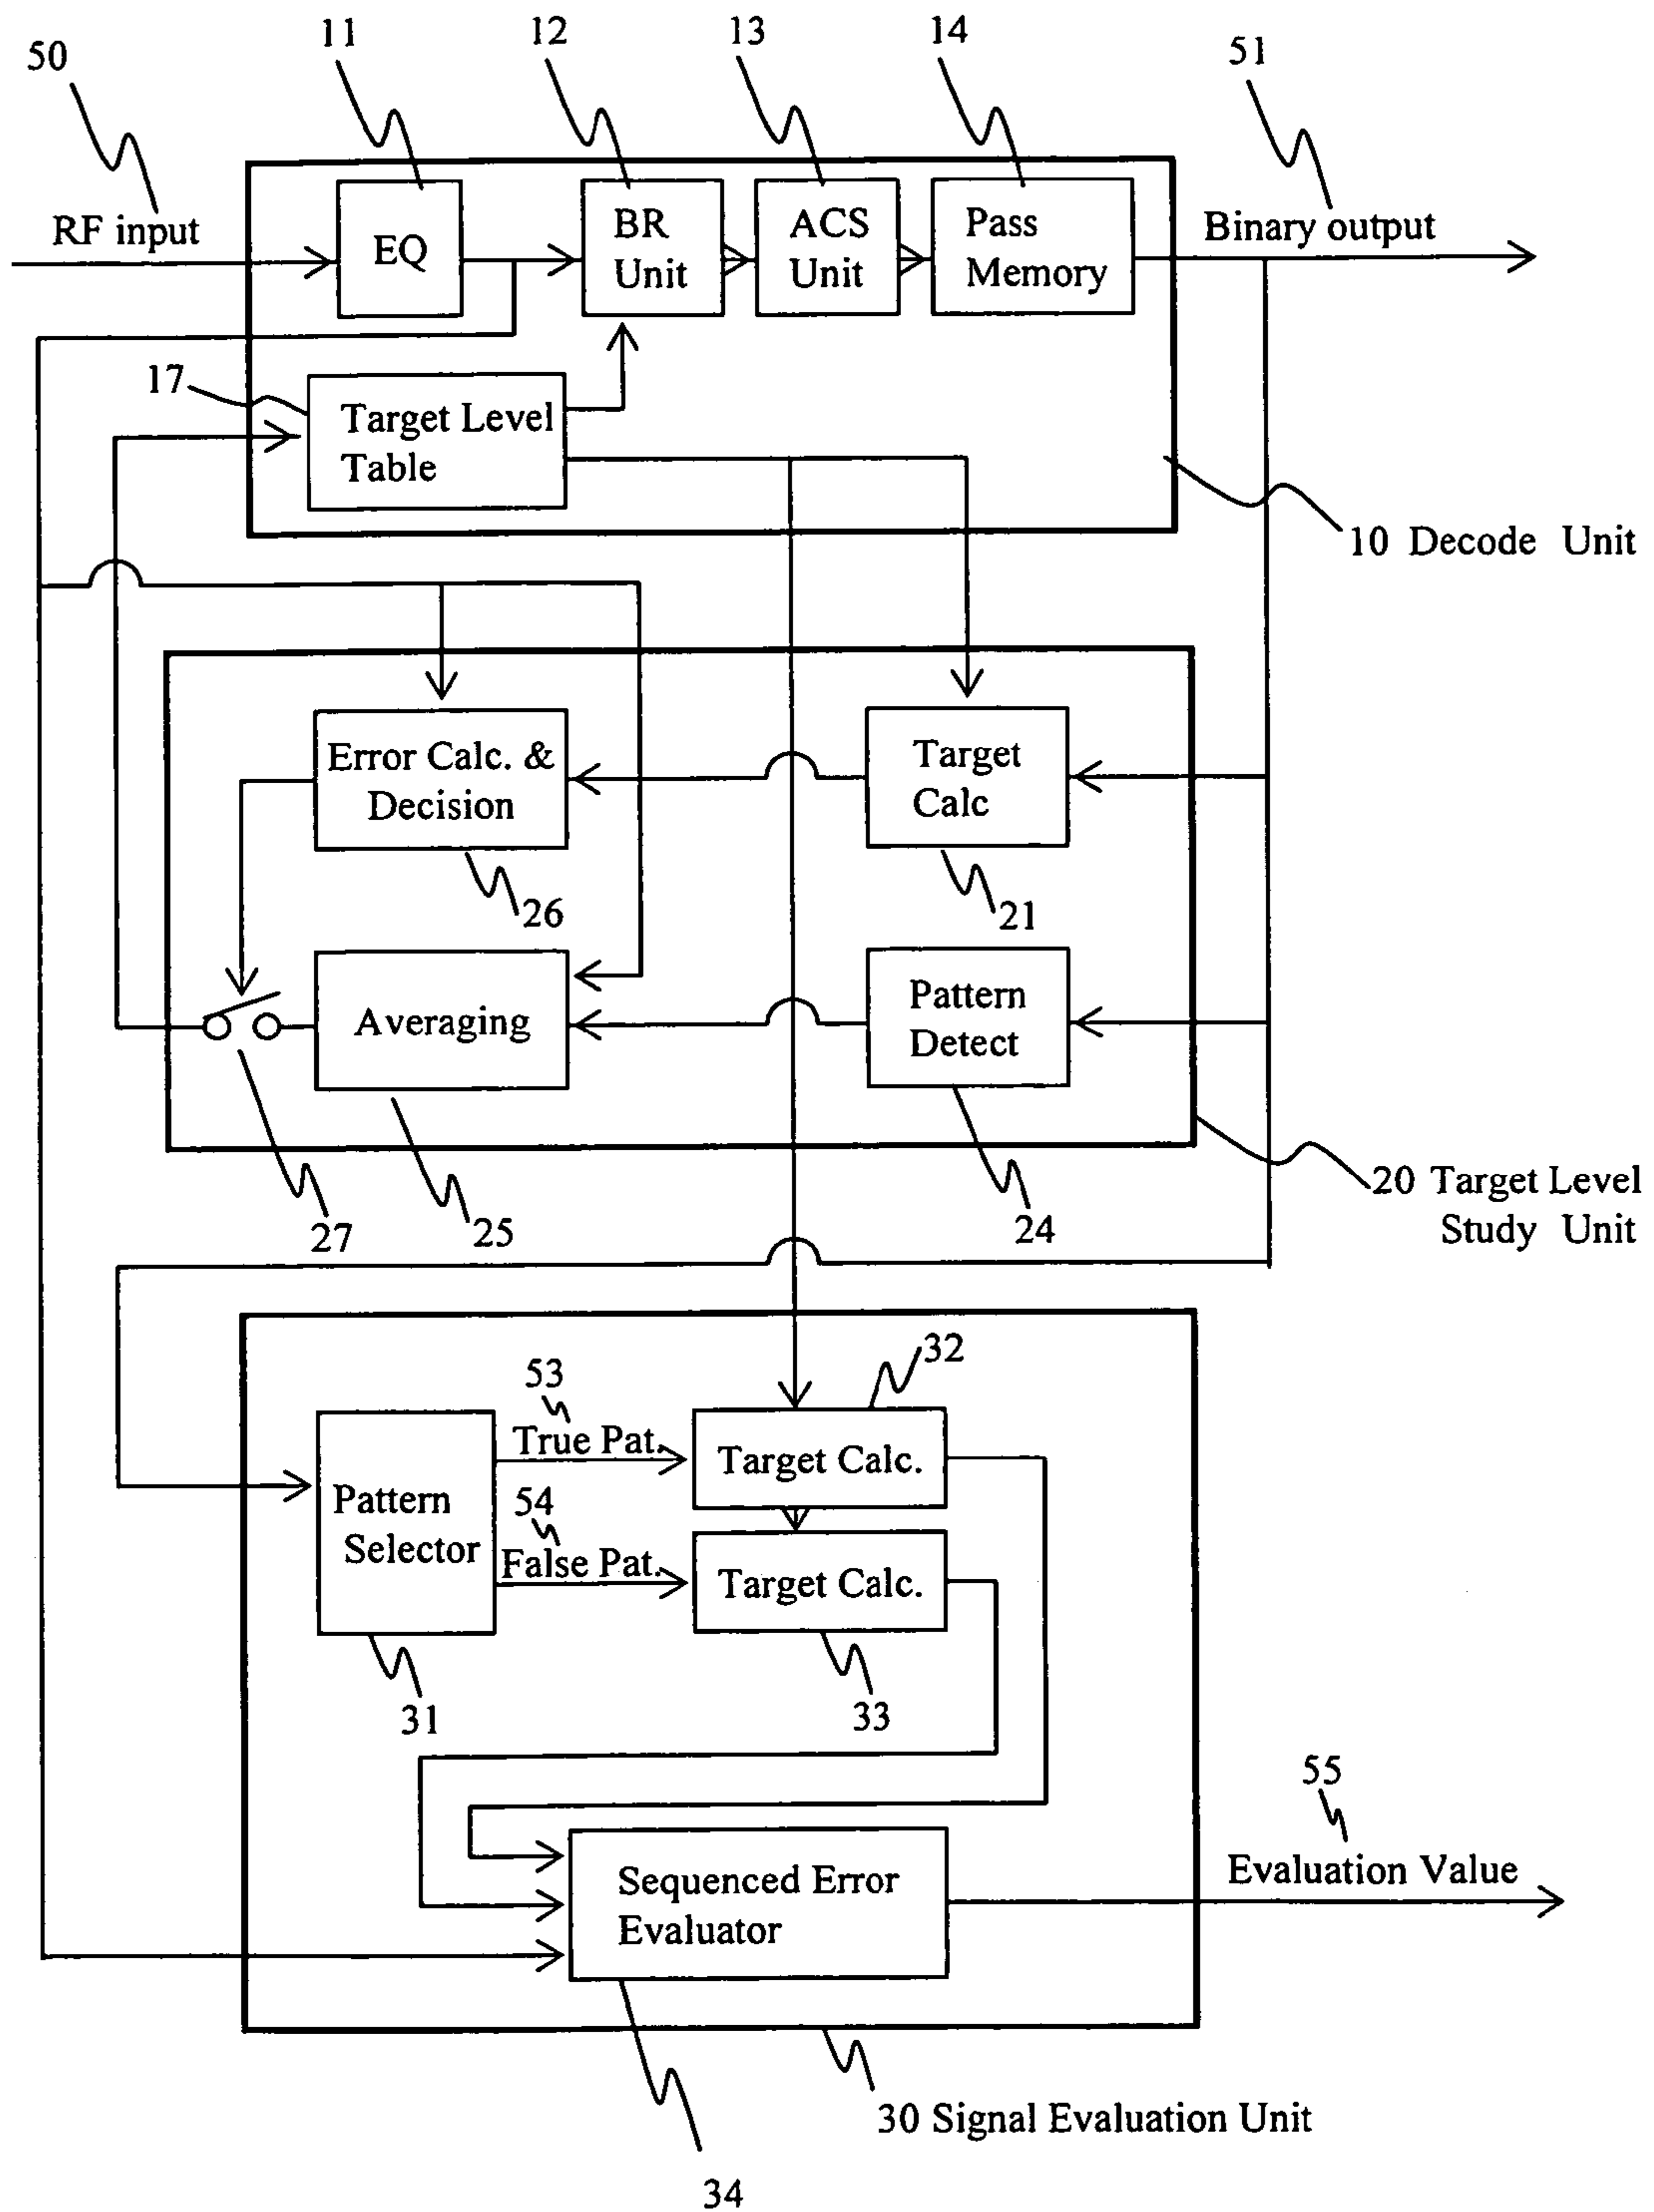 11
12
13
14
50
51
RF input
EQ
BR
Unit
ACS
Unit
Pass
Memory
Binary output
17
Target Level
Table
10 Decode Unit
Error Calc. &
Decision
Target
Calc
26
21
Averaging
Pattern
Detect
27
25
24
20 Target Level
Study Unit
32
53
True Pat.
Target Calc.
Pattern
Selector
54
False Pat.
Target Calc.
31
33
55
Sequenced Error
Evaluator
Evaluation Value
30 Signal Evaluation Unit
34